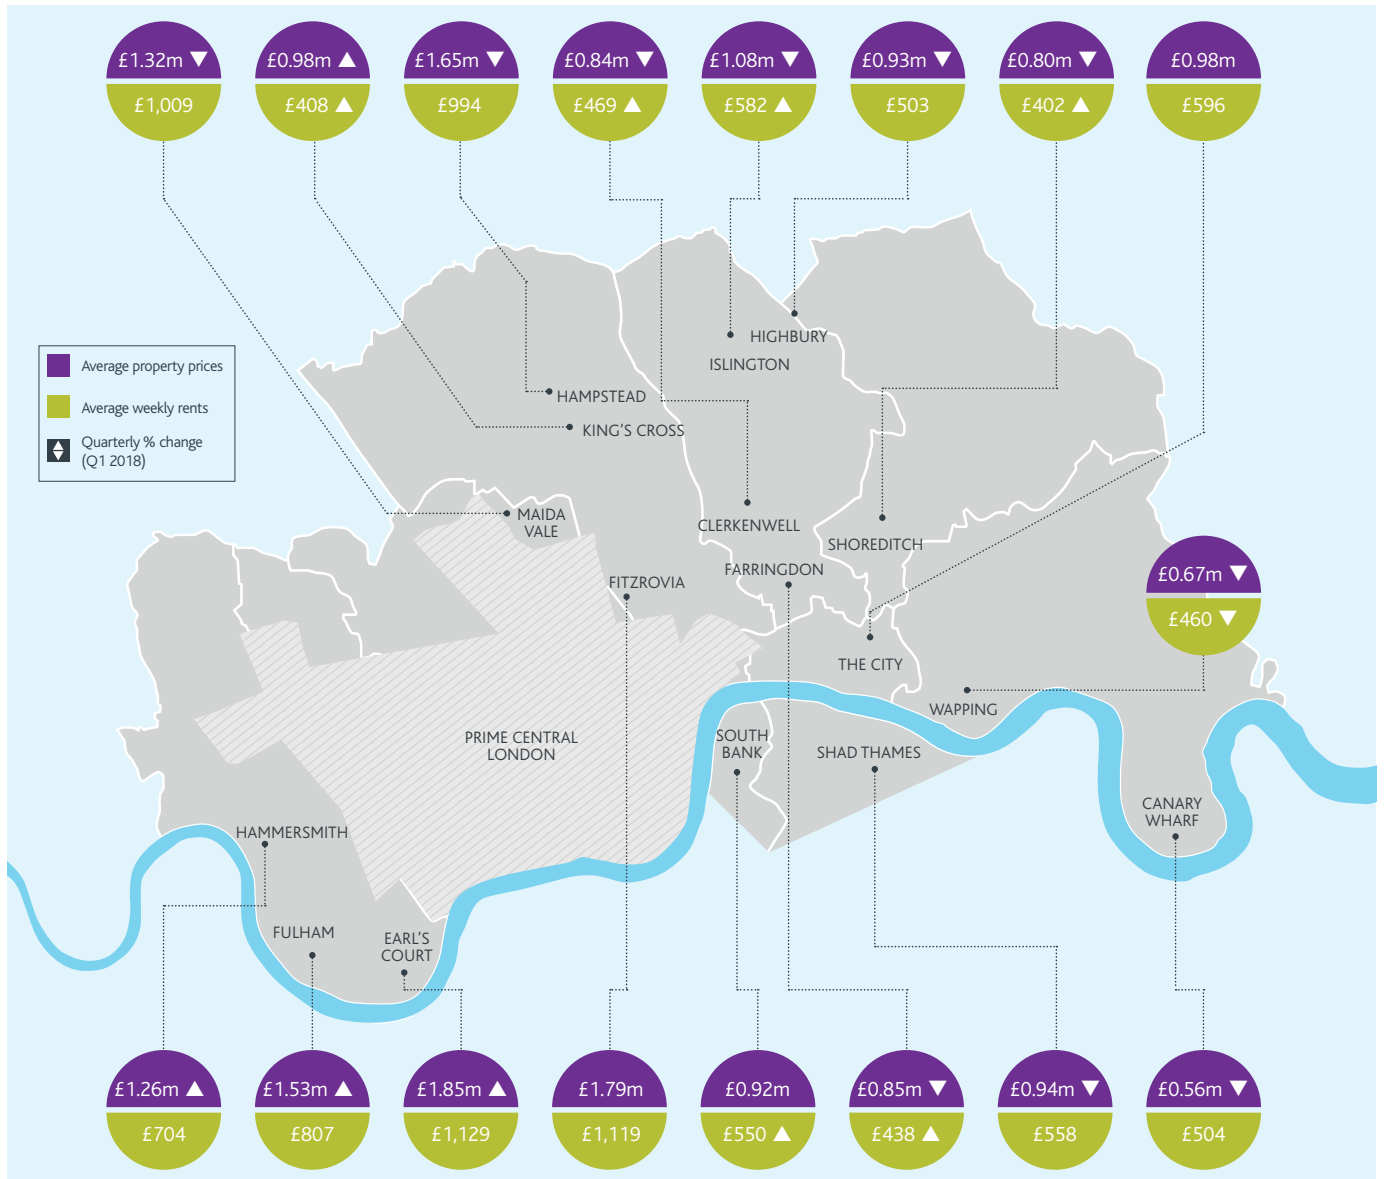 £1.32m ▼
£1,009
£0.98m ▲
£408 ▲
£1.65m ▼
£994
£0.84m ▼
£469 ▲
£1.08m ▼
£582 ▲
£0.93m ▼
£503
£0.80m ▼
£402 ▲
£0.98m
£596
HIGHBURY
ISLINGTON
Average property prices
Average weekly rents
Quarterly % change
(Q1 2018)
HAMPSTEAD
KING'S CROSS
MAIDA
VALE
CLERKENWELL
SHOREDITCH
FARRINGDON
FITZROVIA
£0.67m ▼
£460 ▼
THE CITY
WAPPING
PRIME CENTRAL
LONDON
SOUTH
BANK
SHAD THAMES
CANARY
WHARF
HAMMERSMITH
FULHAM
EARL'S
COURT
£1.26m ▲
£704
£1.53m ▲
£807
£1.85m ▲
£1,129
£1.79m
£1,119
£0.92m
£550 ▲
£0.85m ▼
£438 ▲
£0.94m ▼
£558
£0.56m ▼
£504